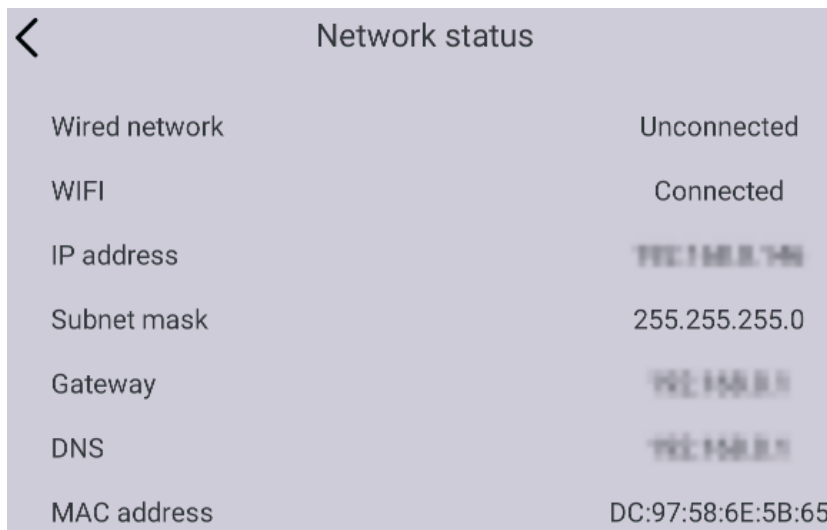 Network status
Wired network Unconnected
WIFI Connected
IP address
Subnet mask 255.255.255.0
Gateway
DNS
MAC address DC:97:58:6E:5B:65